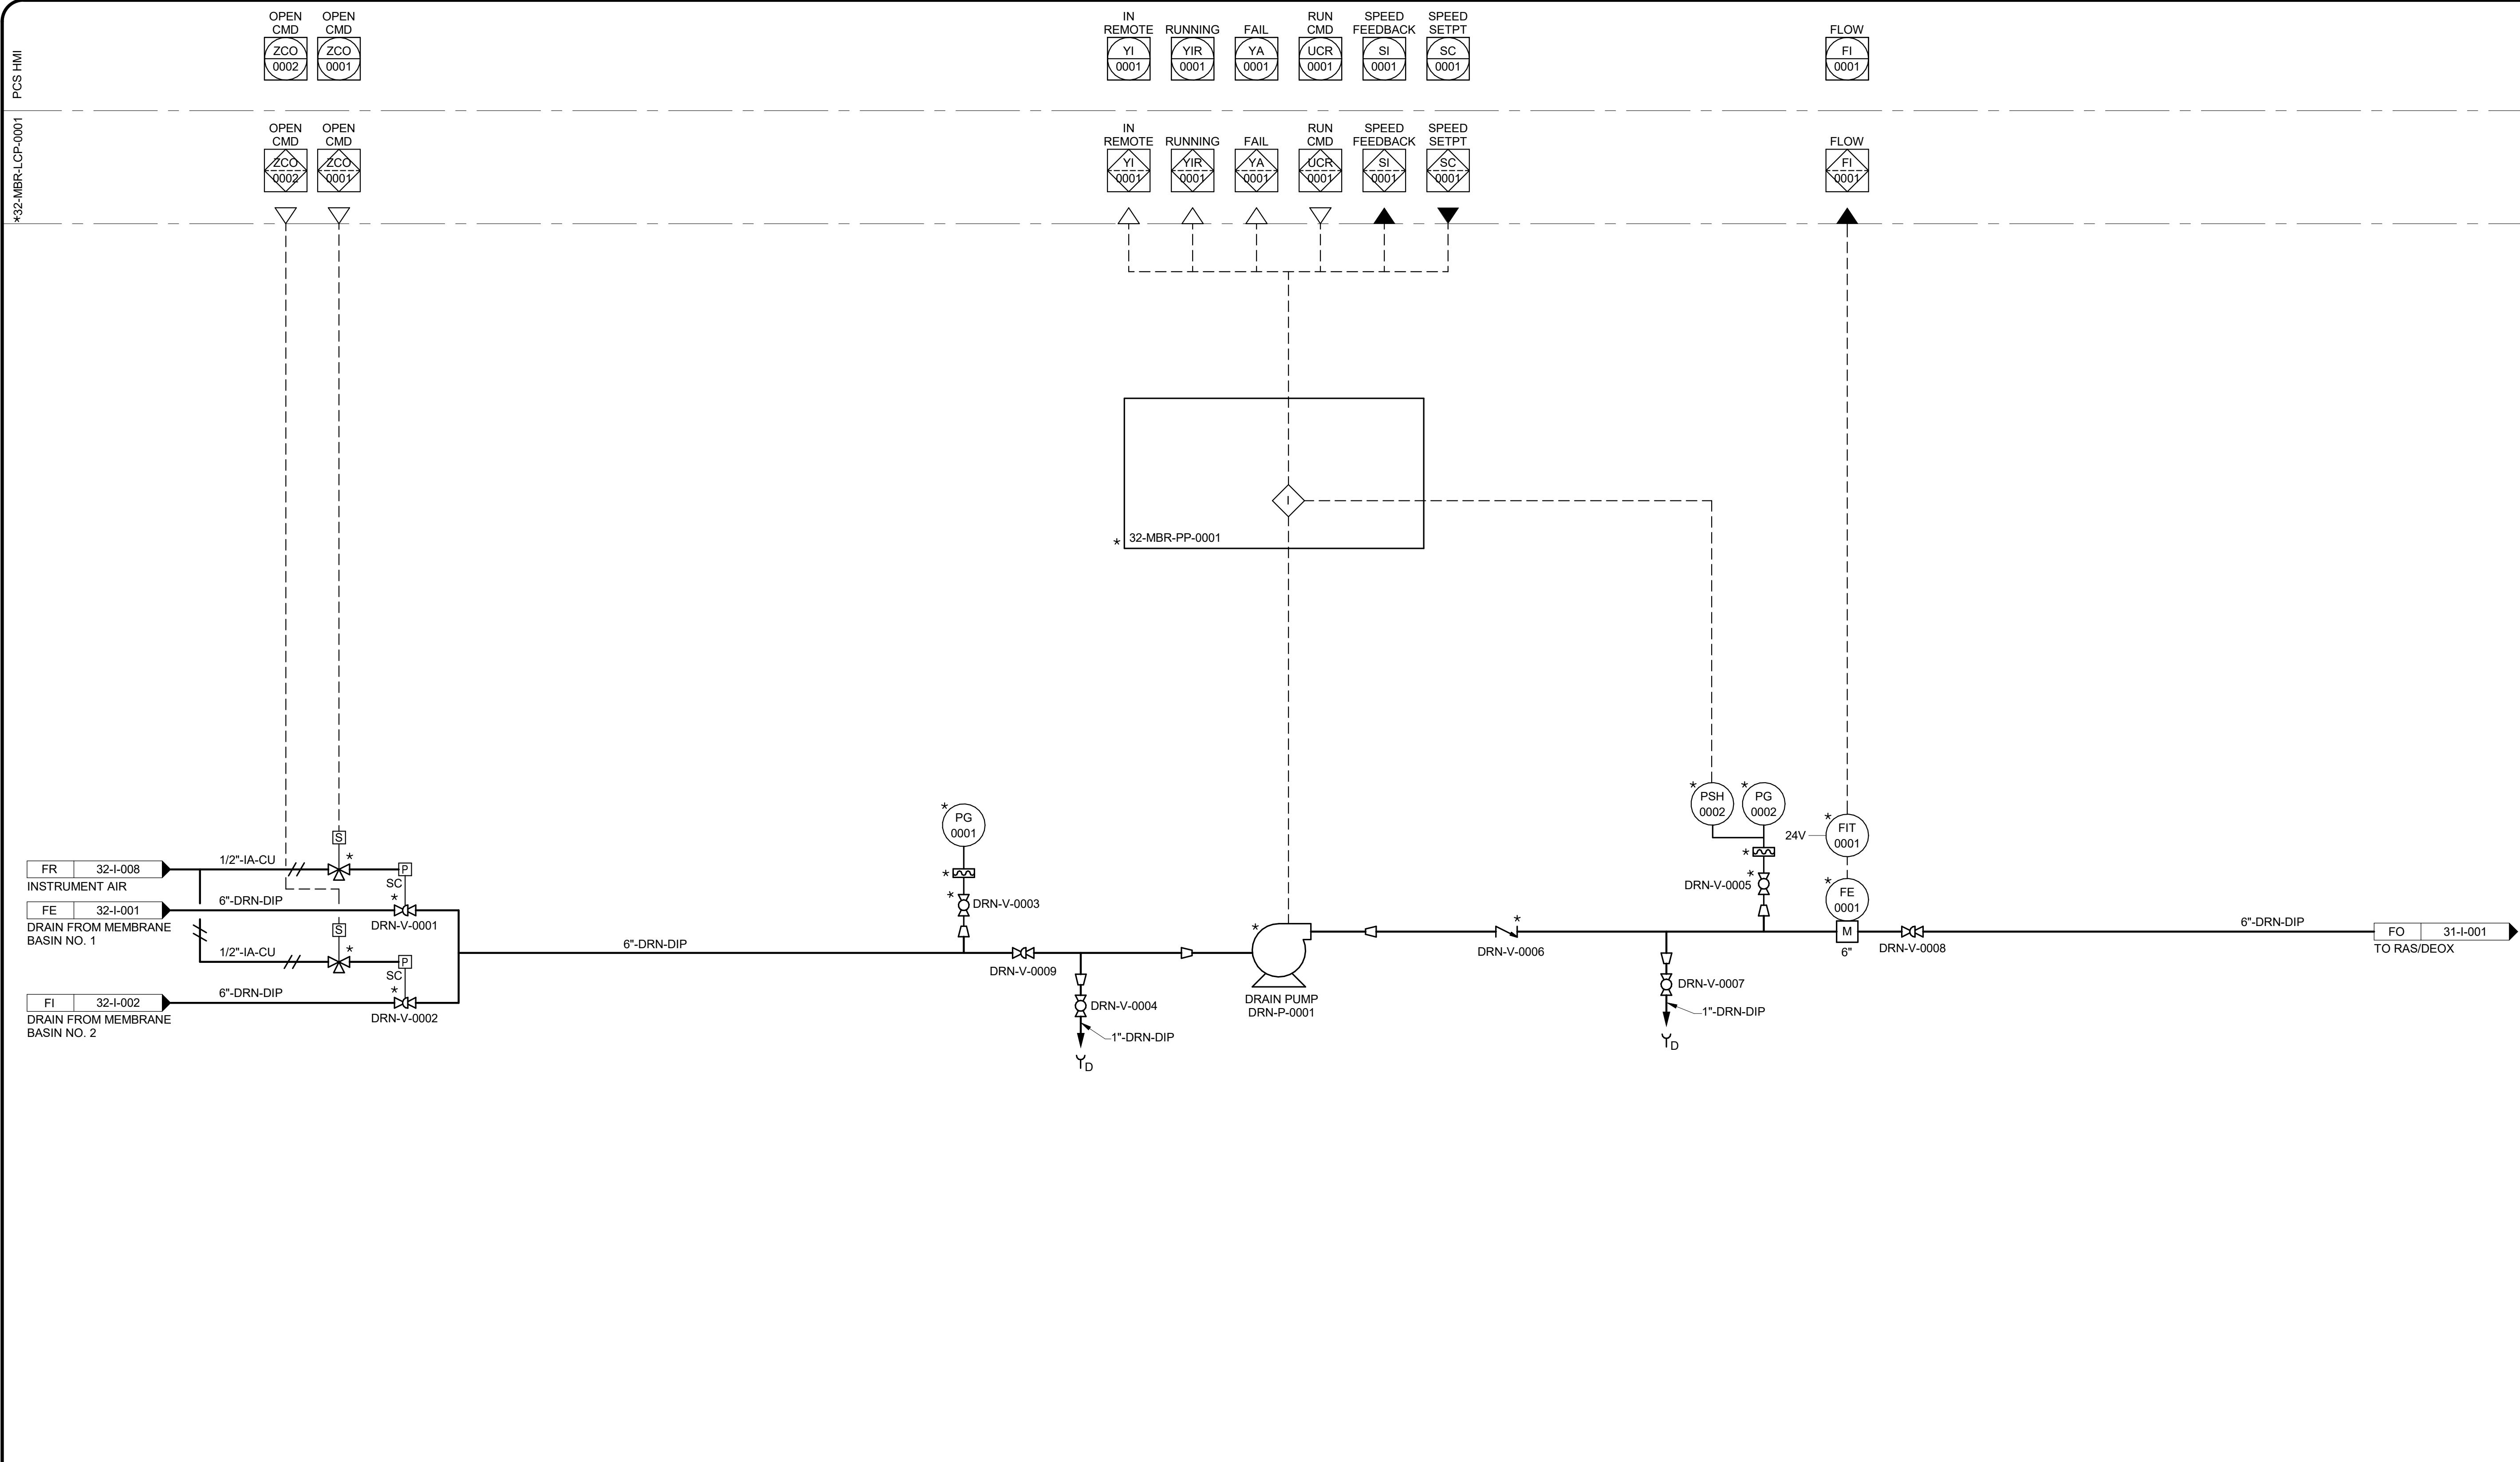 PCS HMI
OPEN
CMD
ZCO
0002
OPEN
CMD
ZCO
0001
IN
REMOTE
YI
0001
RUNNING
YIR
0001
FAIL
YA
0001
RUN
CMD
UCR
0001
SPEED
FEEDBACK
SI
0001
SPEED
SETPT
SC
0001
FLOW
FI
0001
*32-MBR-LCP-0001
OPEN
CMD
ZCO
0002
OPEN
CMD
ZCO
0001
IN
REMOTE
YI
0001
RUNNING
YIR
0001
FAIL
YA
0001
RUN
CMD
UCR
0001
SPEED
FEEDBACK
SI
0001
SPEED
SETPT
SC
0001
FLOW
FI
0001
I
* 32-MBR-PP-0001
*
PSH
0002
*
PG
0002
*
PG
0001
24V
*
FIT
0001
*
FE
0001
M
6"
FR 32-I-008
INSTRUMENT AIR
1/2"-IA-CU
S
*
P
SC
*
FE 32-I-001
DRAIN FROM MEMBRANE
BASIN NO. 1
6"-DRN-DIP
DRN-V-0001
1/2"-IA-CU
S
*
P
SC
*
FI 32-I-002
DRAIN FROM MEMBRANE
BASIN NO. 2
6"-DRN-DIP
DRN-V-0002
6"-DRN-DIP
*
* DRN-V-0003
DRN-V-0009
DRN-V-0004
1"-DRN-DIP
D
*
DRAIN PUMP
DRN-P-0001
*
DRN-V-0006
*
*
DRN-V-0005
DRN-V-0007
1"-DRN-DIP
D
DRN-V-0008
6"-DRN-DIP
FO 31-I-001
TO RAS/DEOX